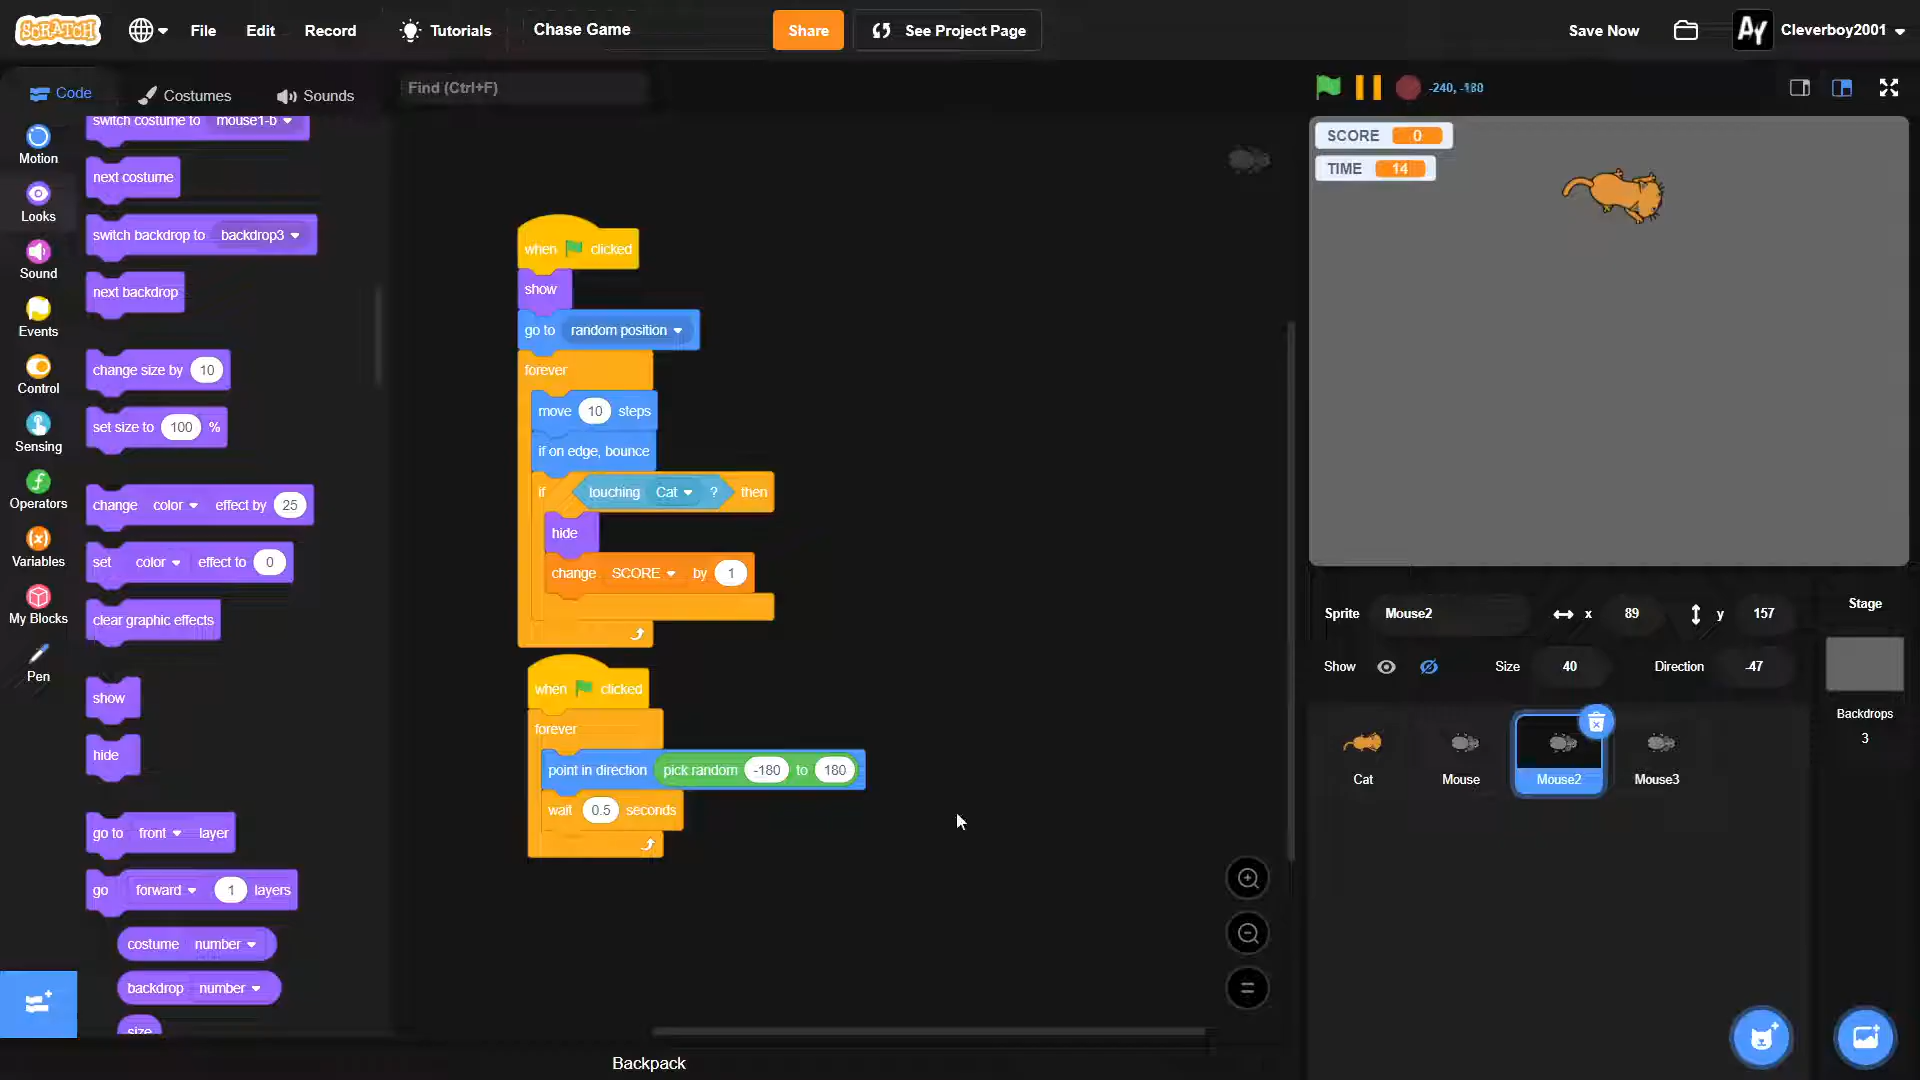 SCRATCH File Edit Record Tutorials Chase Game Share See Project Page Save Now Ay Cleverboy2001
Code Costumes Sounds Find (Ctrl+F) -240, -180
Motion
Looks
Sound
Events
Control
Sensing
Operators
Variables
My Blocks
Pen
switch costume to mouse1-b
next costume
switch backdrop to backdrop3
next backdrop
change size by 10
set size to 100 %
change color effect by 25
set color effect to 0
clear graphic effects
show
hide
go to front layer
go forward 1 layers
costume number
backdrop number
size
when clicked
show
go to random position
forever
move 10 steps
if on edge, bounce
if touching Cat ? then
hide
change SCORE by 1
when clicked
forever
point in direction pick random -180 to 180
wait 0.5 seconds
Backpack
SCORE 0
TIME 14
Sprite Mouse2 x 89 y 157
Show Size 40 Direction -47
Cat Mouse Mouse2 Mouse3
Stage
Backdrops
3